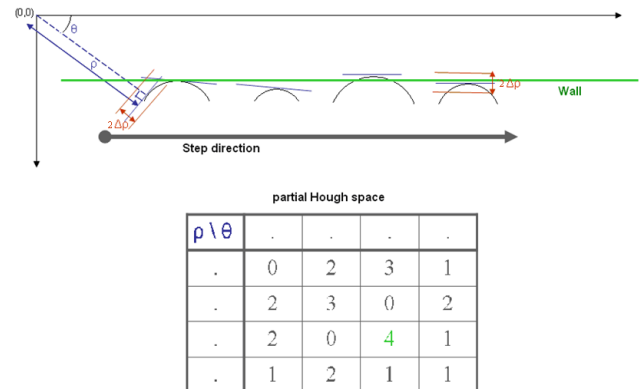 (0,0)
θ
ρ
2 Δρ
2 Δρ
Wall
Step direction
partial Hough space
ρ \ θ . . . .
. 0 2 3 1
. 2 3 0 2
. 2 0 4 1
. 1 2 1 1